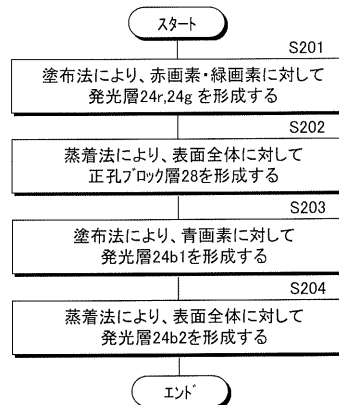 スタート
S201
塗布法により、赤画素・緑画素に対して
発光層24r,24gを形成する
S202
蒸着法により、表面全体に対して
正孔ブロック層28を形成する
S203
塗布法により、青画素に対して
発光層24b1を形成する
S204
蒸着法により、表面全体に対して
発光層24b2を形成する
エンド